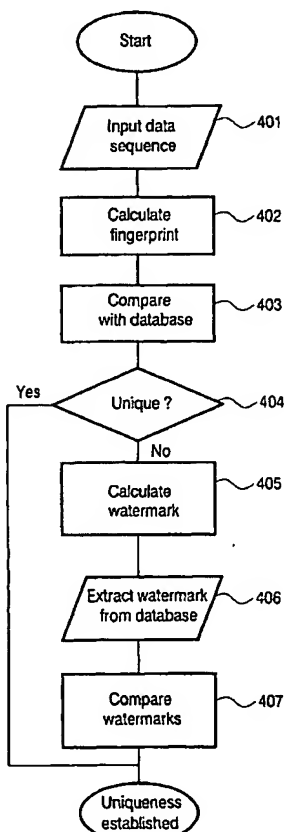 Start
Input data
sequence
401
Calculate
fingerprint
402
Compare
with database
403
Yes
Unique ?
404
No
Calculate
watermark
405
Extract watermark
from database
406
Compare
watermarks
407
Uniqueness
established